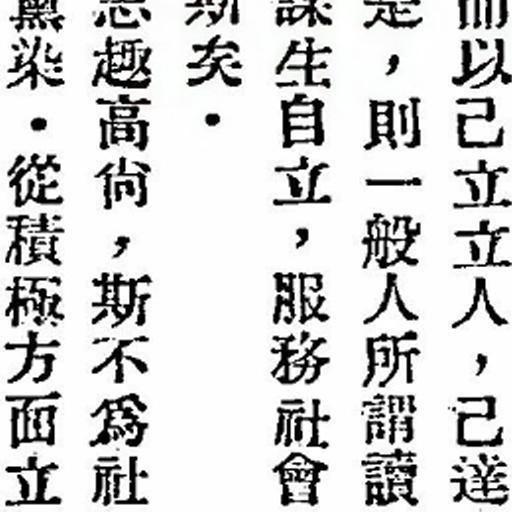 而以己立立人，己達
是，則一般人所謂讀
謀生自立，服務社會
斯矣．
志趣高尙，斯不爲社
薰染．從積極方面立